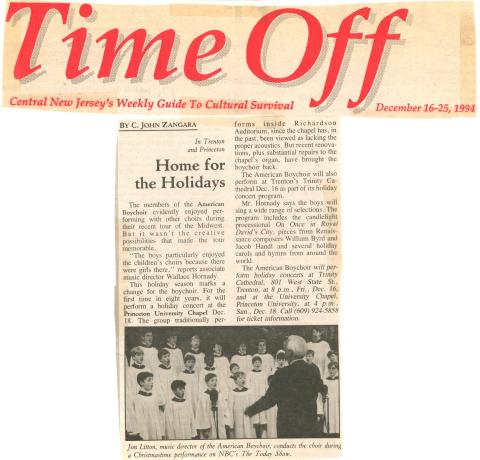 Time Off
Central New Jersey's Weekly Guide To Cultural Survival
December 16-25, 1994
BY C. JOHN ZANGARA
In Trenton
and Princeton
Home for
the Holidays
The members of the American
Boychoir evidently enjoyed per-
forming with other choirs during
their recent tour of the Midwest.
But it wasn't the creative
possibilities that made the tour
memorable.
"The boys particularly enjoyed
the children's choirs because there
were girls there," reports associate
music director Wallace Hornady.
This holiday season marks a
change for the boychoir. For the
first time in eight years, it will
perform a holiday concert at the
Princeton University Chapel Dec.
18. The group traditionally per-
forms inside Richardson
Auditorium, since the chapel has, in
the past, been viewed as lacking the
proper acoustics. But recent renova-
tions, plus substantial repairs to the
chapel's organ, have brought the
boychoir back.
The American Boychoir will also
perform at Trenton's Trinity Ca-
thedral Dec. 16 as part of its holiday
concert program.
Mr. Hornady says the boys will
sing a wide range of selections. The
program includes the candlelight
processional On Once in Royal
David's City, pieces from Renais-
sance composers William Byrd and
Jacob Handl and several holiday
carols and hymns from around the
world.
The American Boychoir will per-
form holiday concerts at Trinity
Cathedral, 801 West State St.,
Trenton, at 8 p.m., Fri., Dec. 16,
and at the University Chapel,
Princeton University, at 4 p.m.
Sun., Dec. 18. Call (609) 924-5858
for ticket information.
Jim Litton, music director of the American Boychoir, conducts the choir during
a Christmastime performance on NBC's The Today Show.